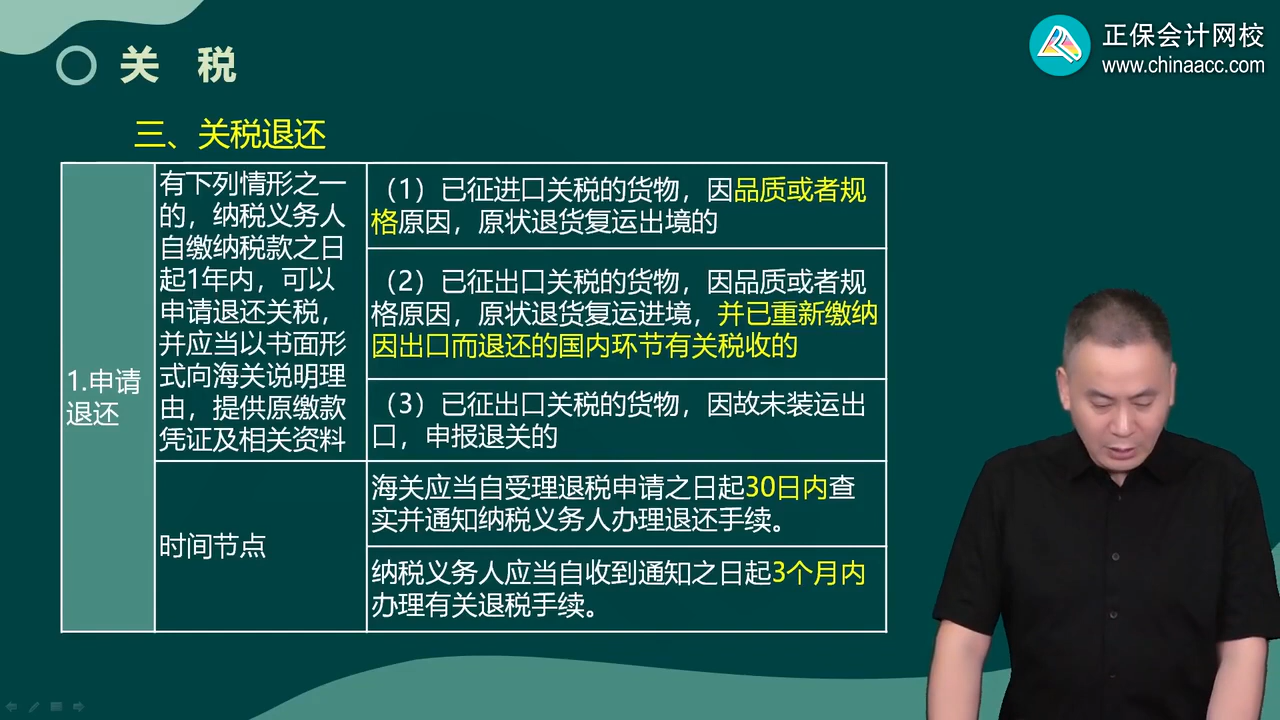 正保会计网校
www.chinaacc.com
关 税
三、关税退还
1.申请
退还
有下列情形之一
的，纳税义务人
自缴纳税款之日
起1年内，可以
申请退还关税，
并应当以书面形
式向海关说明理
由，提供原缴款
凭证及相关资料
（1）已征进口关税的货物，因品质或者规
格原因，原状退货复运出境的
（2）已征出口关税的货物，因品质或者规
格原因，原状退货复运进境，并已重新缴纳
因出口而退还的国内环节有关税收的
（3）已征出口关税的货物，因故未装运出
口，申报退关的
时间节点
海关应当自受理退税申请之日起30日内查
实并通知纳税义务人办理退还手续。
纳税义务人应当自收到通知之日起3个月内
办理有关退税手续。